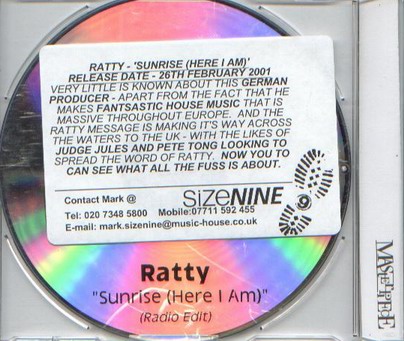 RATTY - 'SUNRISE (HERE I AM)'
RELEASE DATE - 26TH FEBRUARY 2001
VERY LITTLE IS KNOWN ABOUT THIS GERMAN
PRODUCER - APART FROM THE FACT THAT HE
MAKES FANTSASTIC HOUSE MUSIC THAT IS
MASSIVE THROUGHOUT EUROPE. AND THE
RATTY MESSAGE IS MAKING IT'S WAY ACROSS
THE WATERS TO THE UK - WITH THE LIKES OF
JUDGE JULES AND PETE TONG LOOKING TO
SPREAD THE WORD OF RATTY. NOW YOU TO
CAN SEE WHAT ALL THE FUSS IS ABOUT.
Contact Mark @ sizeNINE
Tel: 020 7348 5800 Mobile:07711 592 455
E-mail: mark.sizenine@music-house.co.uk
9
Ratty
"Sunrise (Here I Am)"
(Radio Edit)
MASTERPIECE